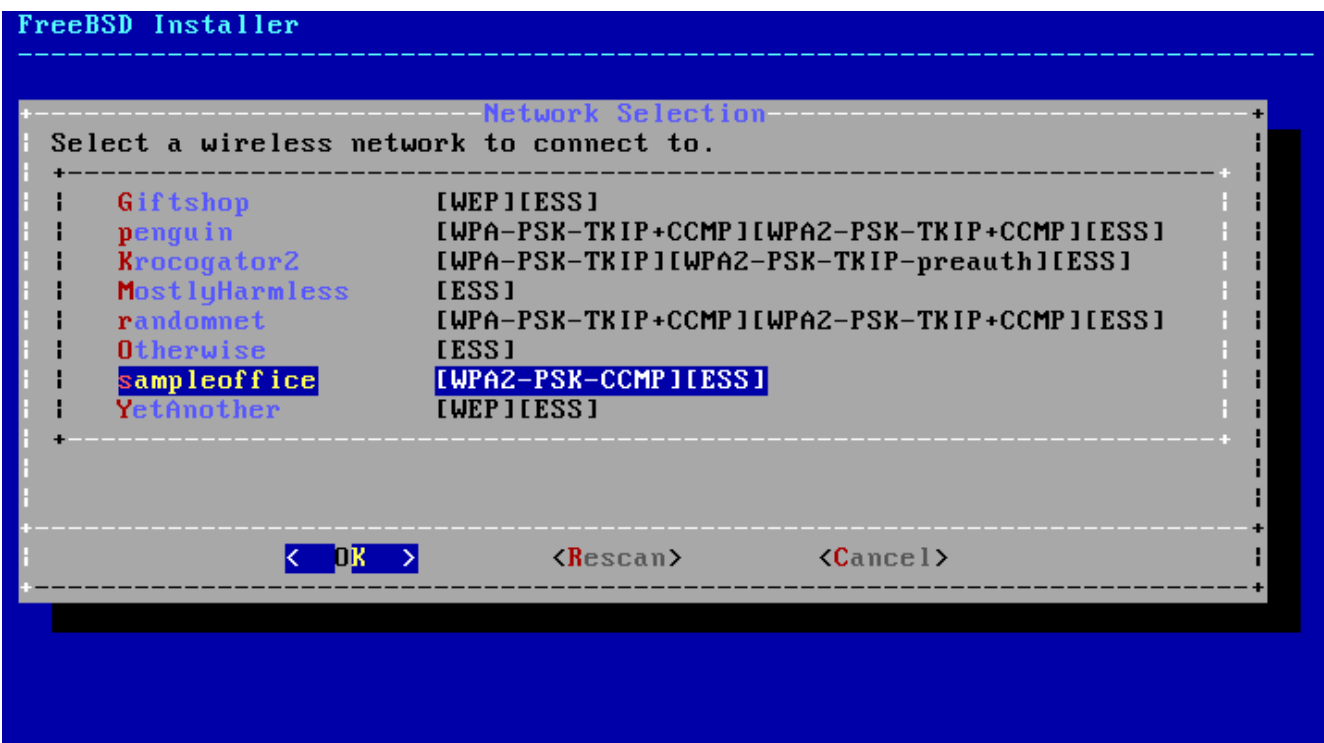 FreeBSD Installer
Network Selection
Select a wireless network to connect to.
Giftshop [WEP][ESS]
penguin [WPA-PSK-TKIP+CCMP][WPA2-PSK-TKIP+CCMP][ESS]
Krocogator2 [WPA-PSK-TKIP][WPA2-PSK-TKIP-preauth][ESS]
MostlyHarmless [ESS]
randomnet [WPA-PSK-TKIP+CCMP][WPA2-PSK-TKIP+CCMP][ESS]
Otherwise [ESS]
sampleoffice [WPA2-PSK-CCMP][ESS]
YetAnother [WEP][ESS]
< OK > <Rescan> <Cancel>